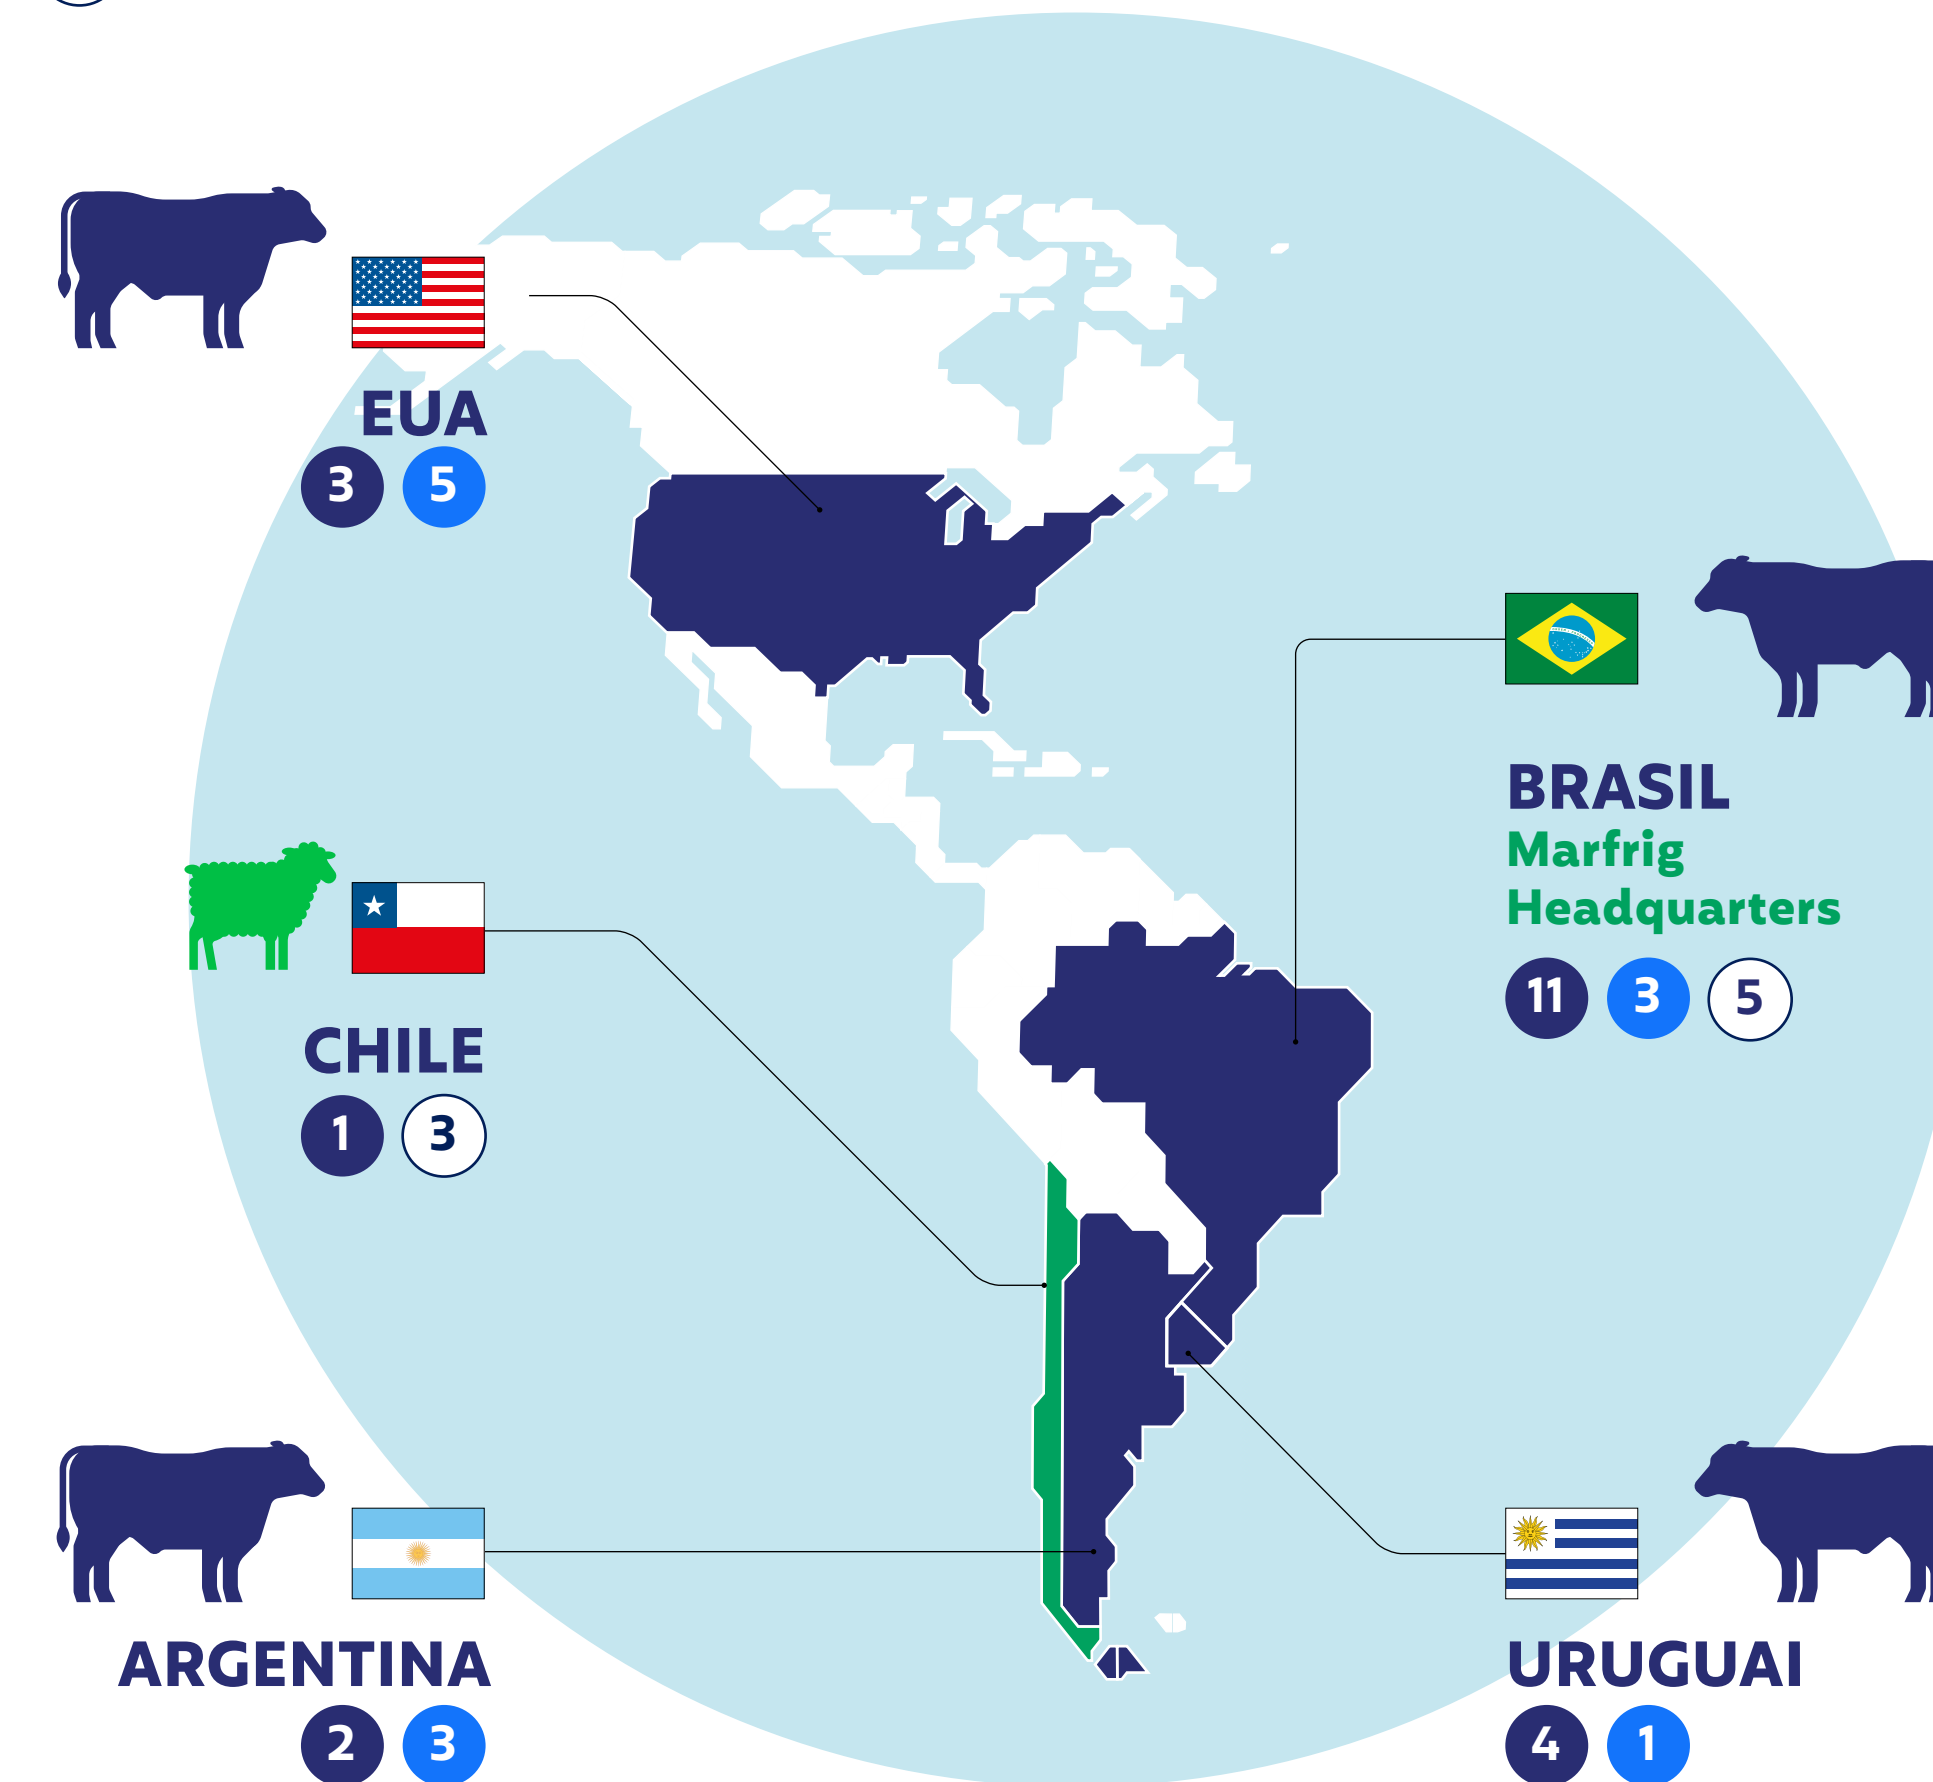 EUA
3 5
BRASIL
Marfrig
Headquarters
11 3 5
CHILE
1 3
ARGENTINA
2 3
URUGUAI
4 1